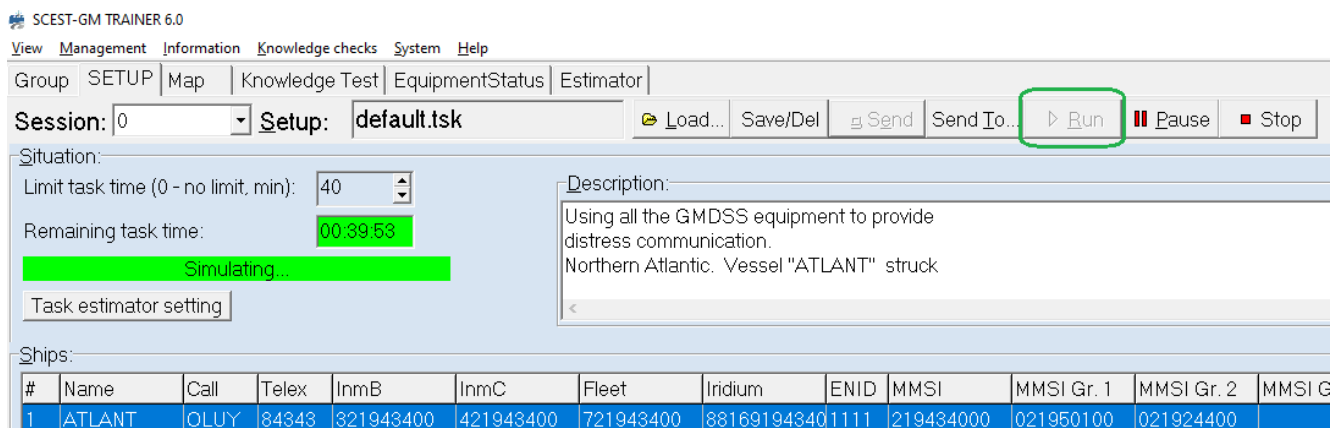 SCEST-GM TRAINER 6.0
View Management Information Knowledge checks System Help
Group SETUP Map Knowledge Test EquipmentStatus Estimator
Session: 0 Setup: default.tsk Load... Save/Del Send Send To... Run Pause Stop
Situation:
Limit task time (0 - no limit, min): 40
Remaining task time: 00:39:53
Simulating...
Task estimator setting
Description:
Using all the GMDSS equipment to provide
distress communication.
Northern Atlantic. Vessel "ATLANT" struck
Ships:
# Name Call Telex InmB InmC Fleet Iridium ENID MMSI MMSI Gr. 1 MMSI Gr. 2 MMSI G
1 ATLANT OLUY 84343 321943400 421943400 721943400 88169194340 1111 219434000 021950100 021924400